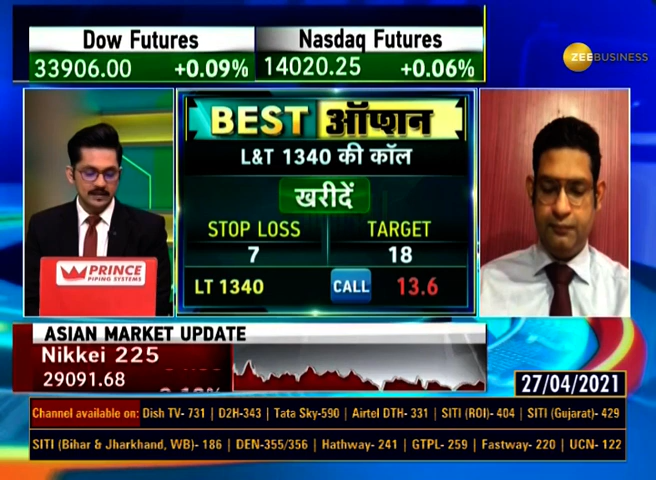 Dow Futures
33906.00 +0.09%
Nasdaq Futures
14020.25 +0.06%
ZEEBUSINESS
BEST ऑप्शन
L&T 1340 की कॉल
खरीदें
STOP LOSS TARGET
7 18
LT 1340 CALL 13.6
PRINCE
PIPING SYSTEMS
ASIAN MARKET UPDATE
Nikkei 225
29091.68
27/04/2021
Channel available on: Dish TV- 731 | D2H-343 | Tata Sky-590 | Airtel DTH- 331 | SITI (ROI)- 404 | SITI (Gujarat)- 429
SITI (Bihar & Jharkhand, WB)- 186 | DEN-355/356 | Hathway- 241 | GTPL- 259 | Fastway- 220 | UCN- 122